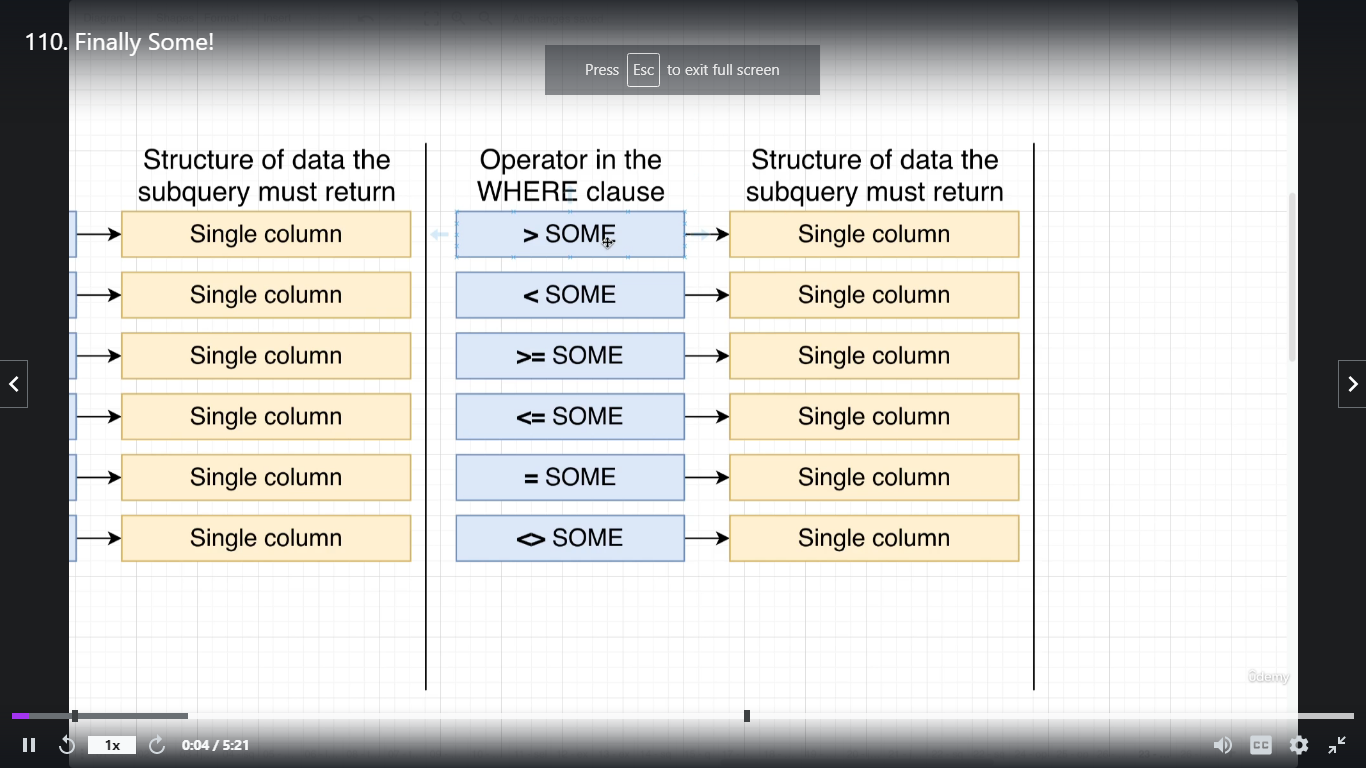 110. Finally Some!
Press Esc to exit full screen
Structure of data the
subquery must return
Operator in the
WHERE clause
Structure of data the
subquery must return
Single column
> SOME
Single column
Single column
< SOME
Single column
Single column
>= SOME
Single column
Single column
<= SOME
Single column
Single column
= SOME
Single column
Single column
<> SOME
Single column
ûdemy
1x
0:04 / 5:21
CC